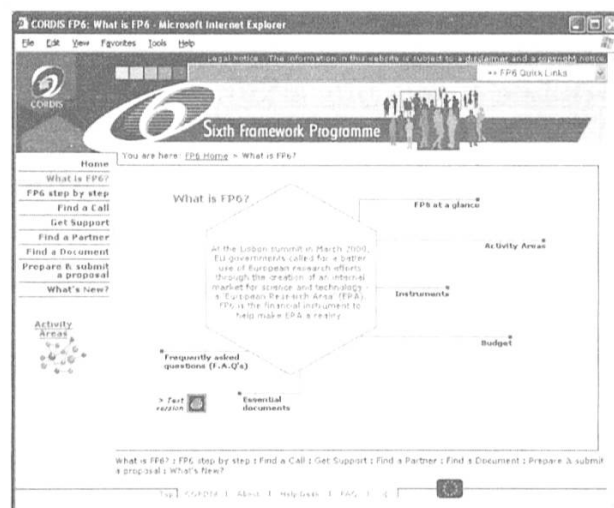 CORDIS FP6: What is FP6 - Microsoft Internet Explorer
File Edit View Favorites Tools Help
Legal notice : The information in this website is subject to a disclaimer and a copyright notice.
CORDIS
>> FP6 Quick Links
6
Sixth Framework Programme
You are here: FP6 Home > What is FP6?
Home
What is FP6?
FP6 step by step
Find a Call
Get Support
Find a Partner
Find a Document
Prepare & submit
a proposal
What's New?
Activity
Areas
What is FP6?
FP6 at a glance
At the Lisbon summit in March 2000,
EU governments called for a better
use of European research efforts
through the creation of an internal
market for science and technology -
a 'European Research Area' (ERA).
FP6 is the financial instrument to
help make ERA a reality.
Activity Areas
Instruments
Budget
Frequently asked
questions (F.A.Q's)
> Text
version
Essential
documents
What is FP6? : FP6 step by step : Find a Call : Get Support : Find a Partner : Find a Document : Prepare & submit
a proposal : What's New?
Top | CORDIS | About | Help Desk | FAQ |